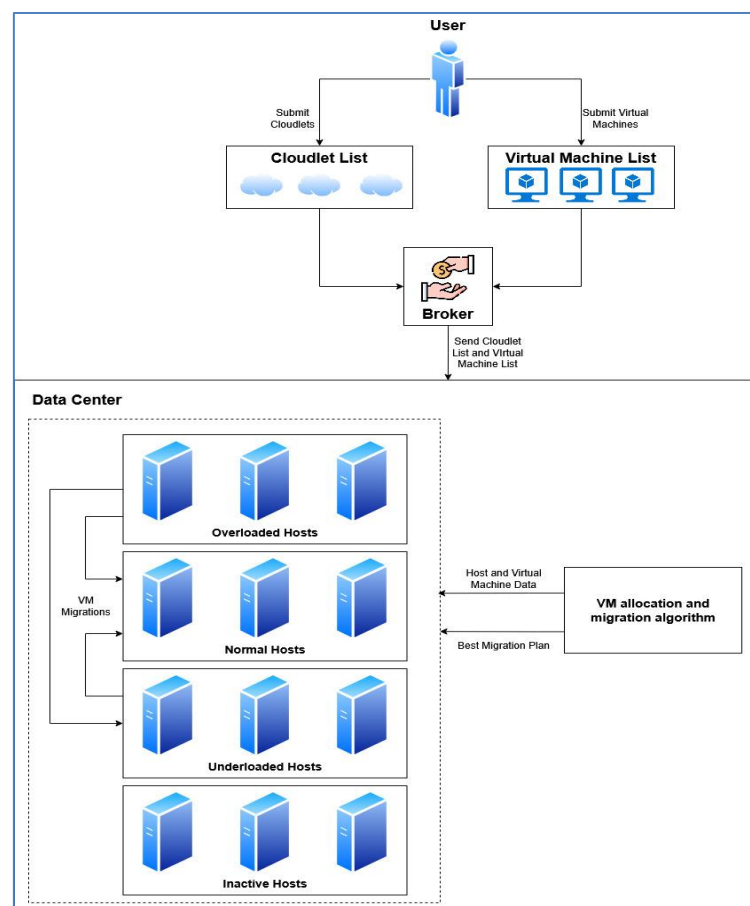 User
Submit
Cloudlets
Submit Virtual
Machines
Cloudlet List
Virtual Machine List
$
Broker
Send Cloudlet
List and VIrtual
Machine List
Data Center
Overloaded Hosts
VM
Migrations
Normal Hosts
Underloaded Hosts
Inactive Hosts
Host and Virtual
Machine Data
Best Migration Plan
VM allocation and
migration algorithm